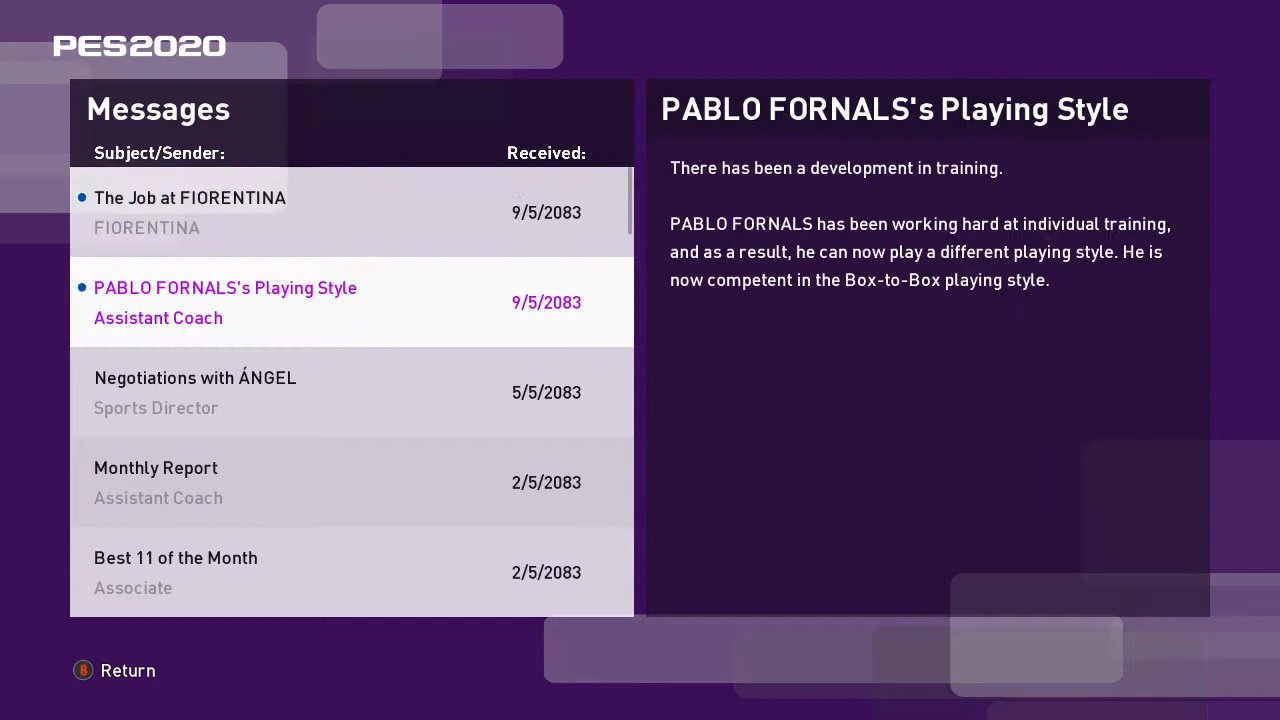 PES2020
Messages
Subject/Sender:
Received:
The Job at FIORENTINA
FIORENTINA
9/5/2083
PABLO FORNALS's Playing Style
Assistant Coach
9/5/2083
Negotiations with ÁNGEL
Sports Director
5/5/2083
Monthly Report
Assistant Coach
2/5/2083
Best 11 of the Month
Associate
2/5/2083
PABLO FORNALS's Playing Style
There has been a development in training.
PABLO FORNALS has been working hard at individual training,
and as a result, he can now play a different playing style. He is
now competent in the Box-to-Box playing style.
B Return